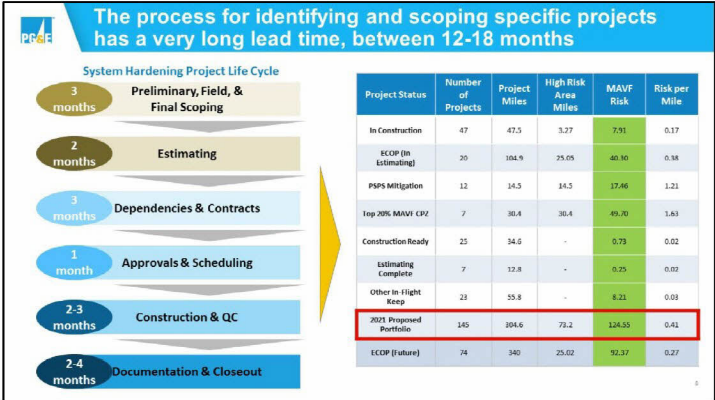 The process for identifying and scoping specific projects
has a very long lead time, between 12-18 months
PG&E
System Hardening Project Life Cycle
3
months
Preliminary, Field, &
Final Scoping
2
months
Estimating
3
months
Dependencies & Contracts
1
month
Approvals & Scheduling
2-3
months
Construction & QC
2-4
months
Documentation & Closeout
Project Status Number of Projects Project Miles High Risk Area Miles MAVF Risk Risk per Mile
In Construction 47 47.5 3.27 7.91 0.17
ECOP (In Estimating) 20 104.9 25.05 40.30 0.38
PSPS Mitigation 12 14.5 14.5 17.46 1.21
Top 20% MAVF CPZ 7 30.4 30.4 49.70 1.63
Construction Ready 25 34.6 - 0.73 0.02
Estimating Complete 7 12.8 - 0.25 0.02
Other In-Flight Keep 23 55.8 - 8.21 0.03
2021 Proposed Portfolio 145 304.6 73.2 124.55 0.41
ECOP (Future) 74 340 25.02 92.37 0.27